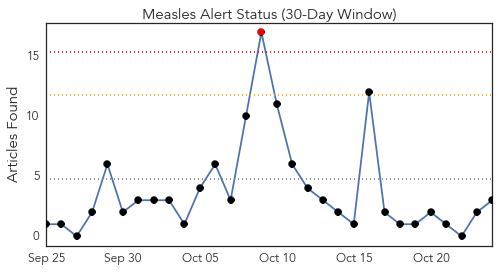 Measles Alert Status (30-Day Window)
Articles Found
15
10
5
0
Sep 25 Sep 30 Oct 05 Oct 10 Oct 15 Oct 20